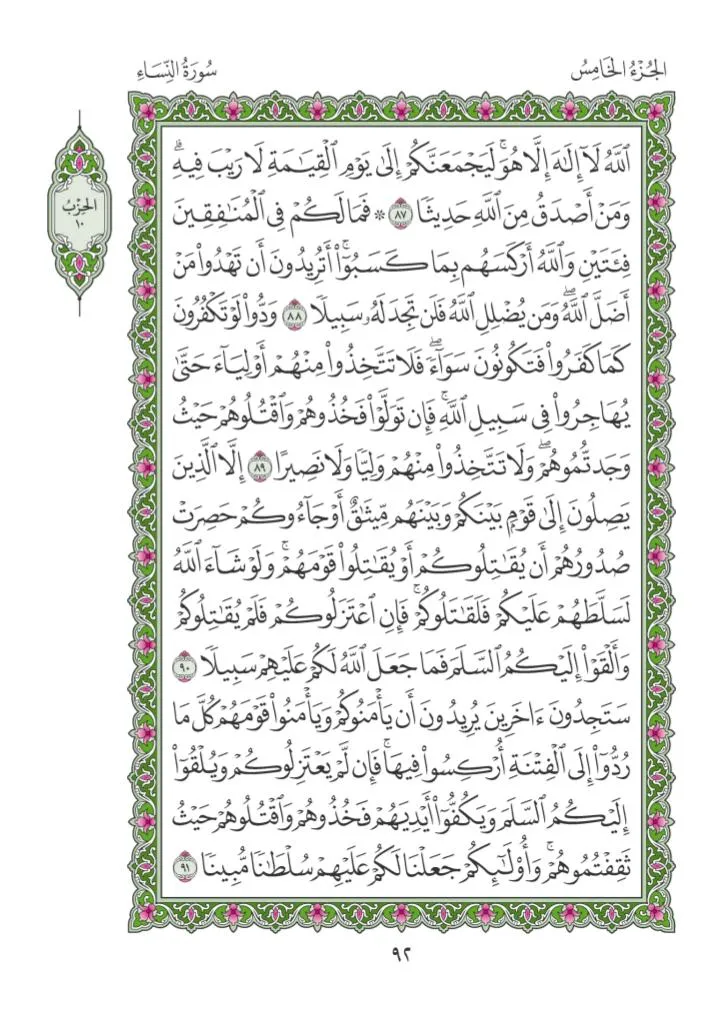 الجُزْءُ الخَامِسُ
سُورَةُ النِّسَاءِ
الحِزْبُ
١٠
ٱللَّهُ لَآ إِلَٰهَ إِلَّا هُوَۚ لَيَجْمَعَنَّكُمْ إِلَىٰ يَوْمِ ٱلْقِيَٰمَةِ لَا رَيْبَ فِيهِۗ
وَمَنْ أَصْدَقُ مِنَ ٱللَّهِ حَدِيثًا ٨٧ ۞ فَمَا لَكُمْ فِى ٱلْمُنَٰفِقِينَ
فِئَتَيْنِ وَٱللَّهُ أَرْكَسَهُم بِمَا كَسَبُوٓا۟ۚ أَتُرِيدُونَ أَن تَهْدُوا۟ مَنْ
أَضَلَّ ٱللَّهُۖ وَمَن يُضْلِلِ ٱللَّهُ فَلَن تَجِدَ لَهُۥ سَبِيلًا ٨٨ وَدُّوا۟ لَوْ تَكْفُرُونَ
كَمَا كَفَرُوا۟ فَتَكُونُونَ سَوَآءًۖ فَلَا تَتَّخِذُوا۟ مِنْهُمْ أَوْلِيَآءَ حَتَّىٰ
يُهَاجِرُوا۟ فِى سَبِيلِ ٱللَّهِۚ فَإِن تَوَلَّوْا۟ فَخُذُوهُمْ وَٱقْتُلُوهُمْ حَيْثُ
وَجَدتُّمُوهُمْۖ وَلَا تَتَّخِذُوا۟ مِنْهُمْ وَلِيًّا وَلَا نَصِيرًا ٨٩ إِلَّا ٱلَّذِينَ
يَصِلُونَ إِلَىٰ قَوْمٍۭ بَيْنَكُمْ وَبَيْنَهُم مِّيثَٰقٌ أَوْ جَآءُوكُمْ حَصِرَتْ
صُدُورُهُمْ أَن يُقَٰتِلُوكُمْ أَوْ يُقَٰتِلُوا۟ قَوْمَهُمْۚ وَلَوْ شَآءَ ٱللَّهُ
لَسَلَّطَهُمْ عَلَيْكُمْ فَلَقَٰتَلُوكُمْۚ فَإِنِ ٱعْتَزَلُوكُمْ فَلَمْ يُقَٰتِلُوكُمْ
وَأَلْقَوْا۟ إِلَيْكُمُ ٱلسَّلَمَ فَمَا جَعَلَ ٱللَّهُ لَكُمْ عَلَيْهِمْ سَبِيلًا ٩٠
سَتَجِدُونَ ءَاخَرِينَ يُرِيدُونَ أَن يَأْمَنُوكُمْ وَيَأْمَنُوا۟ قَوْمَهُمْ كُلَّ مَا
رُدُّوٓا۟ إِلَى ٱلْفِتْنَةِ أُرْكِسُوا۟ فِيهَاۚ فَإِن لَّمْ يَعْتَزِلُوكُمْ وَيُلْقُوٓا۟
إِلَيْكُمُ ٱلسَّلَمَ وَيَكُفُّوٓا۟ أَيْدِيَهُمْ فَخُذُوهُمْ وَٱقْتُلُوهُمْ حَيْثُ
ثَقِفْتُمُوهُمْۚ وَأُو۟لَٰٓئِكُمْ جَعَلْنَا لَكُمْ عَلَيْهِمْ سُلْطَٰنًا مُّبِينًا ٩١
٩٢